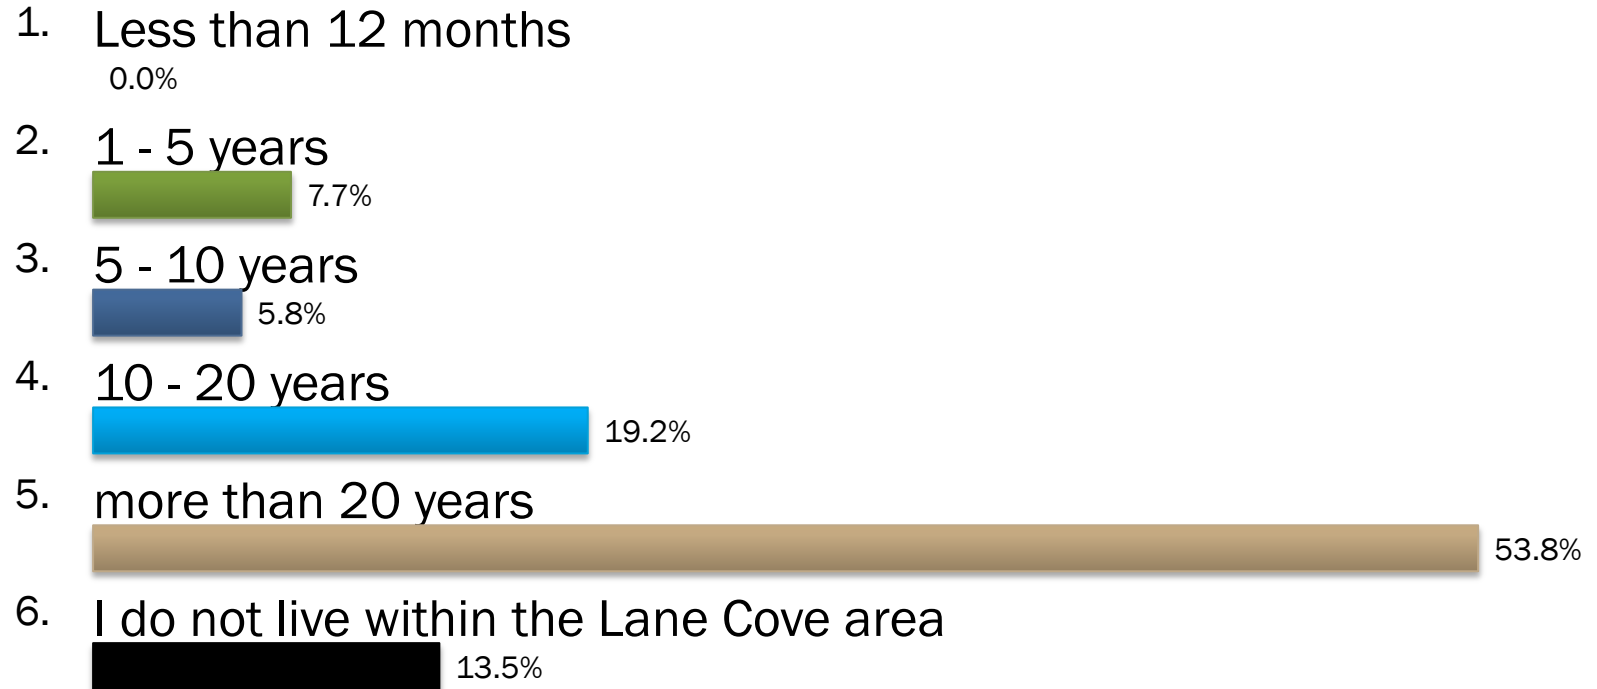 1. Less than 12 months
0.0%
2. 1 - 5 years
7.7%
3. 5 - 10 years
5.8%
4. 10 - 20 years
19.2%
5. more than 20 years
53.8%
6. I do not live within the Lane Cove area
13.5%